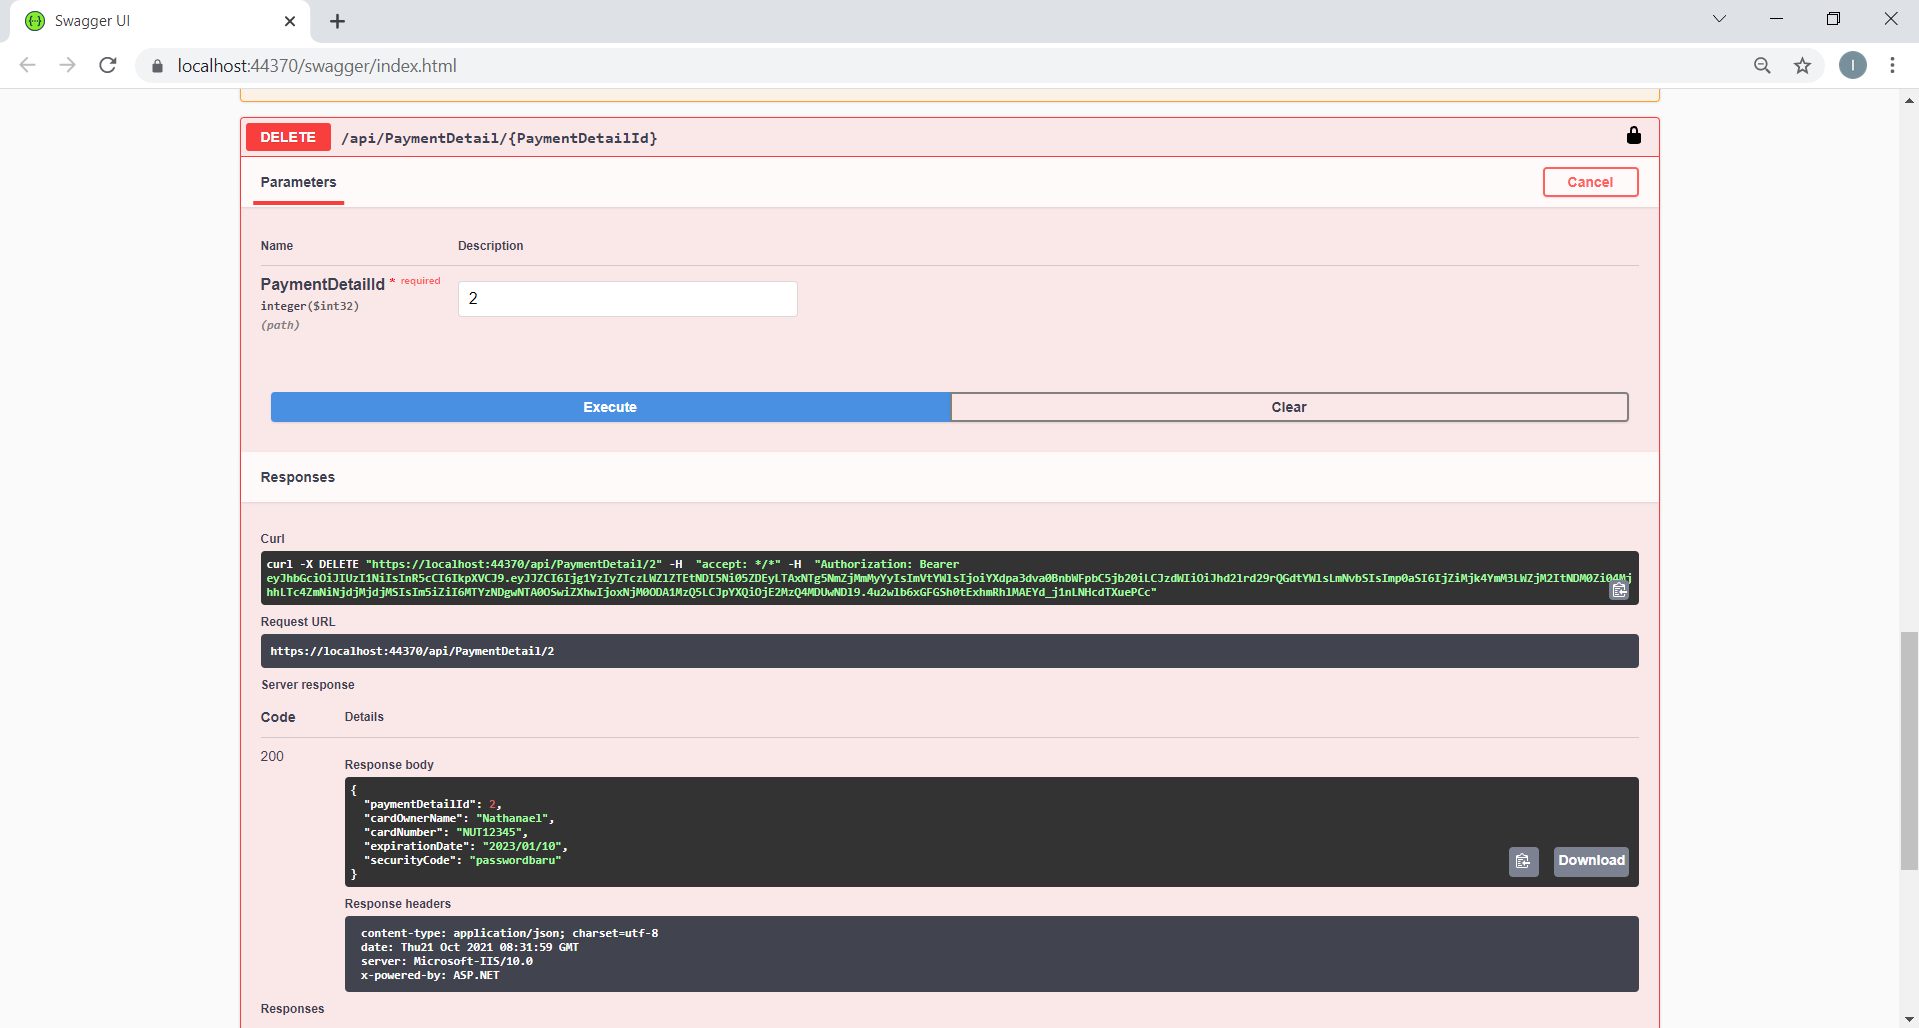 Swagger UI
localhost:44370/swagger/index.html
I
DELETE /api/PaymentDetail/{PaymentDetailId}
Parameters
Cancel
Name Description
PaymentDetailId * required
integer($int32)
(path)
2
Execute Clear
Responses
Curl
curl -X DELETE "https://localhost:44370/api/PaymentDetail/2" -H  "accept: */*" -H  "Authorization: Bearer
Request URL
https://localhost:44370/api/PaymentDetail/2
Server response
Code Details
200
Response body
{
"paymentDetailId": 2,
"cardOwnerName": "Nathanael",
"cardNumber": "NUT12345",
"expirationDate": "2023/01/10",
"securityCode": "passwordbaru"
}
Download
Response headers
content-type: application/json; charset=utf-8
date: Thu21 Oct 2021 08:31:59 GMT
server: Microsoft-IIS/10.0
x-powered-by: ASP.NET
Responses